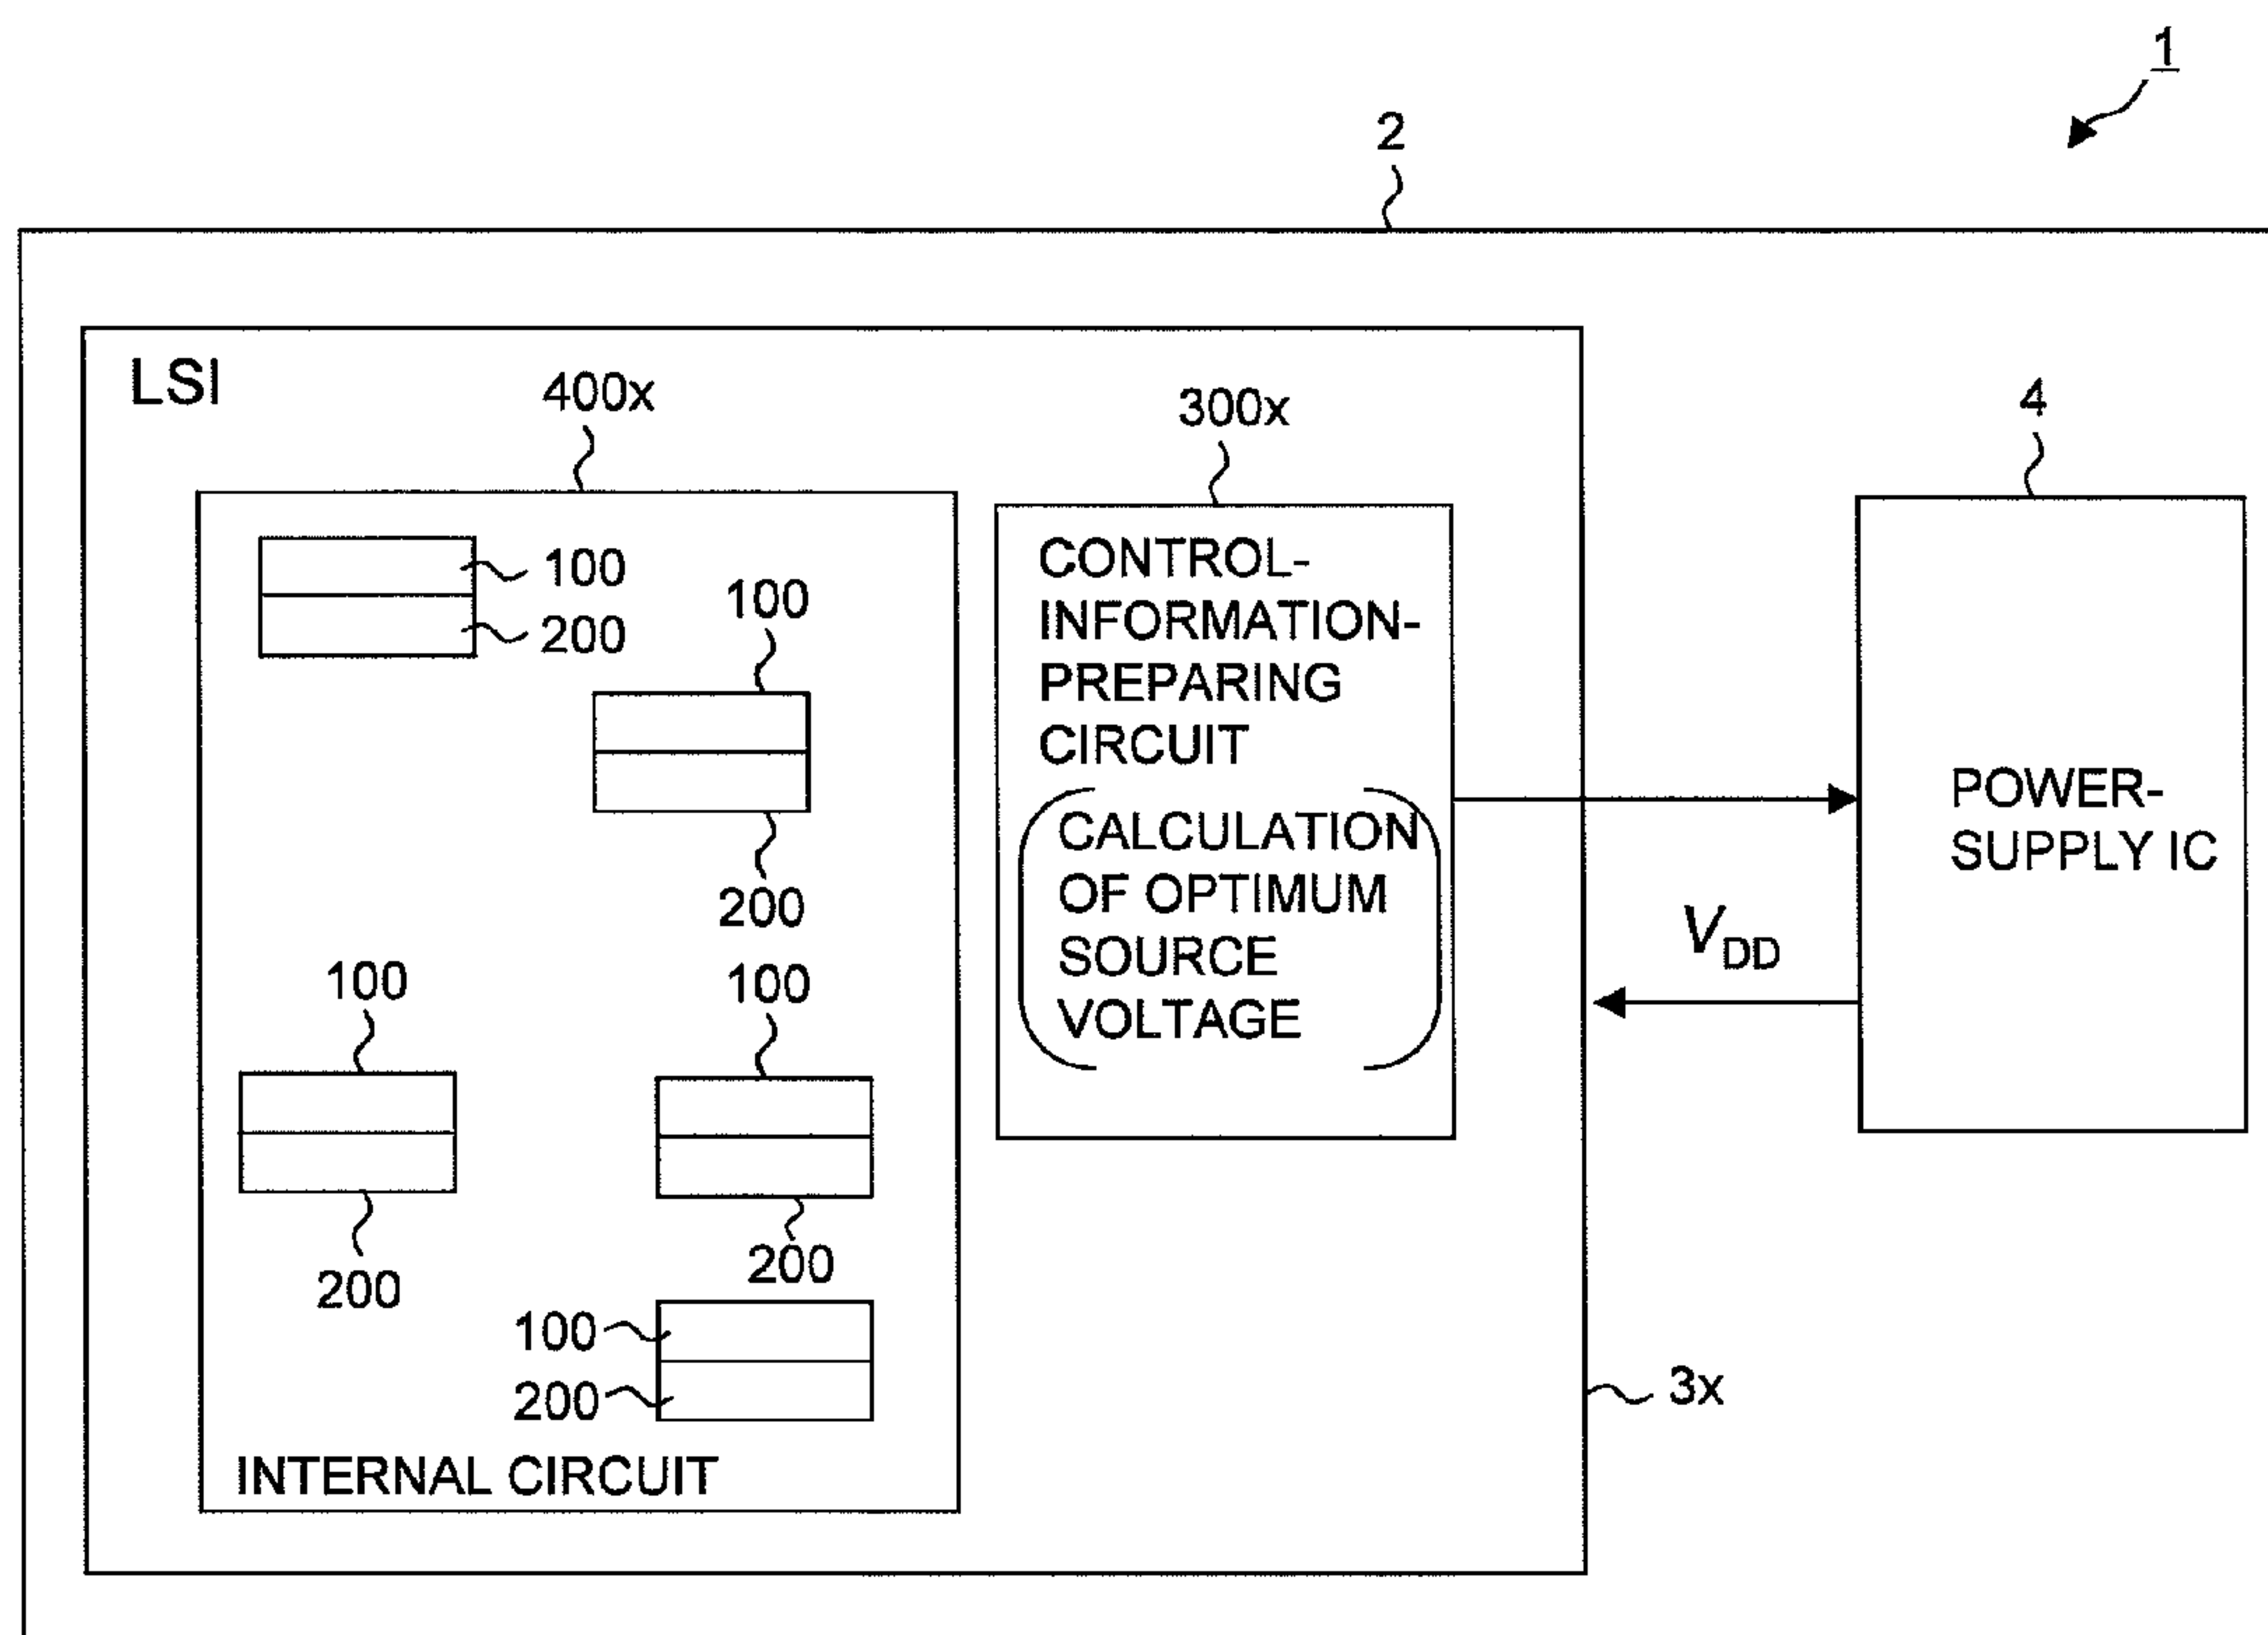 1
2
LSI
400x
300x
4
100
200
100
200
100
200
100
200
100
200
INTERNAL CIRCUIT
CONTROL-
INFORMATION-
PREPARING
CIRCUIT
CALCULATION
OF OPTIMUM
SOURCE
VOLTAGE
POWER-
SUPPLY IC
VDD
3x